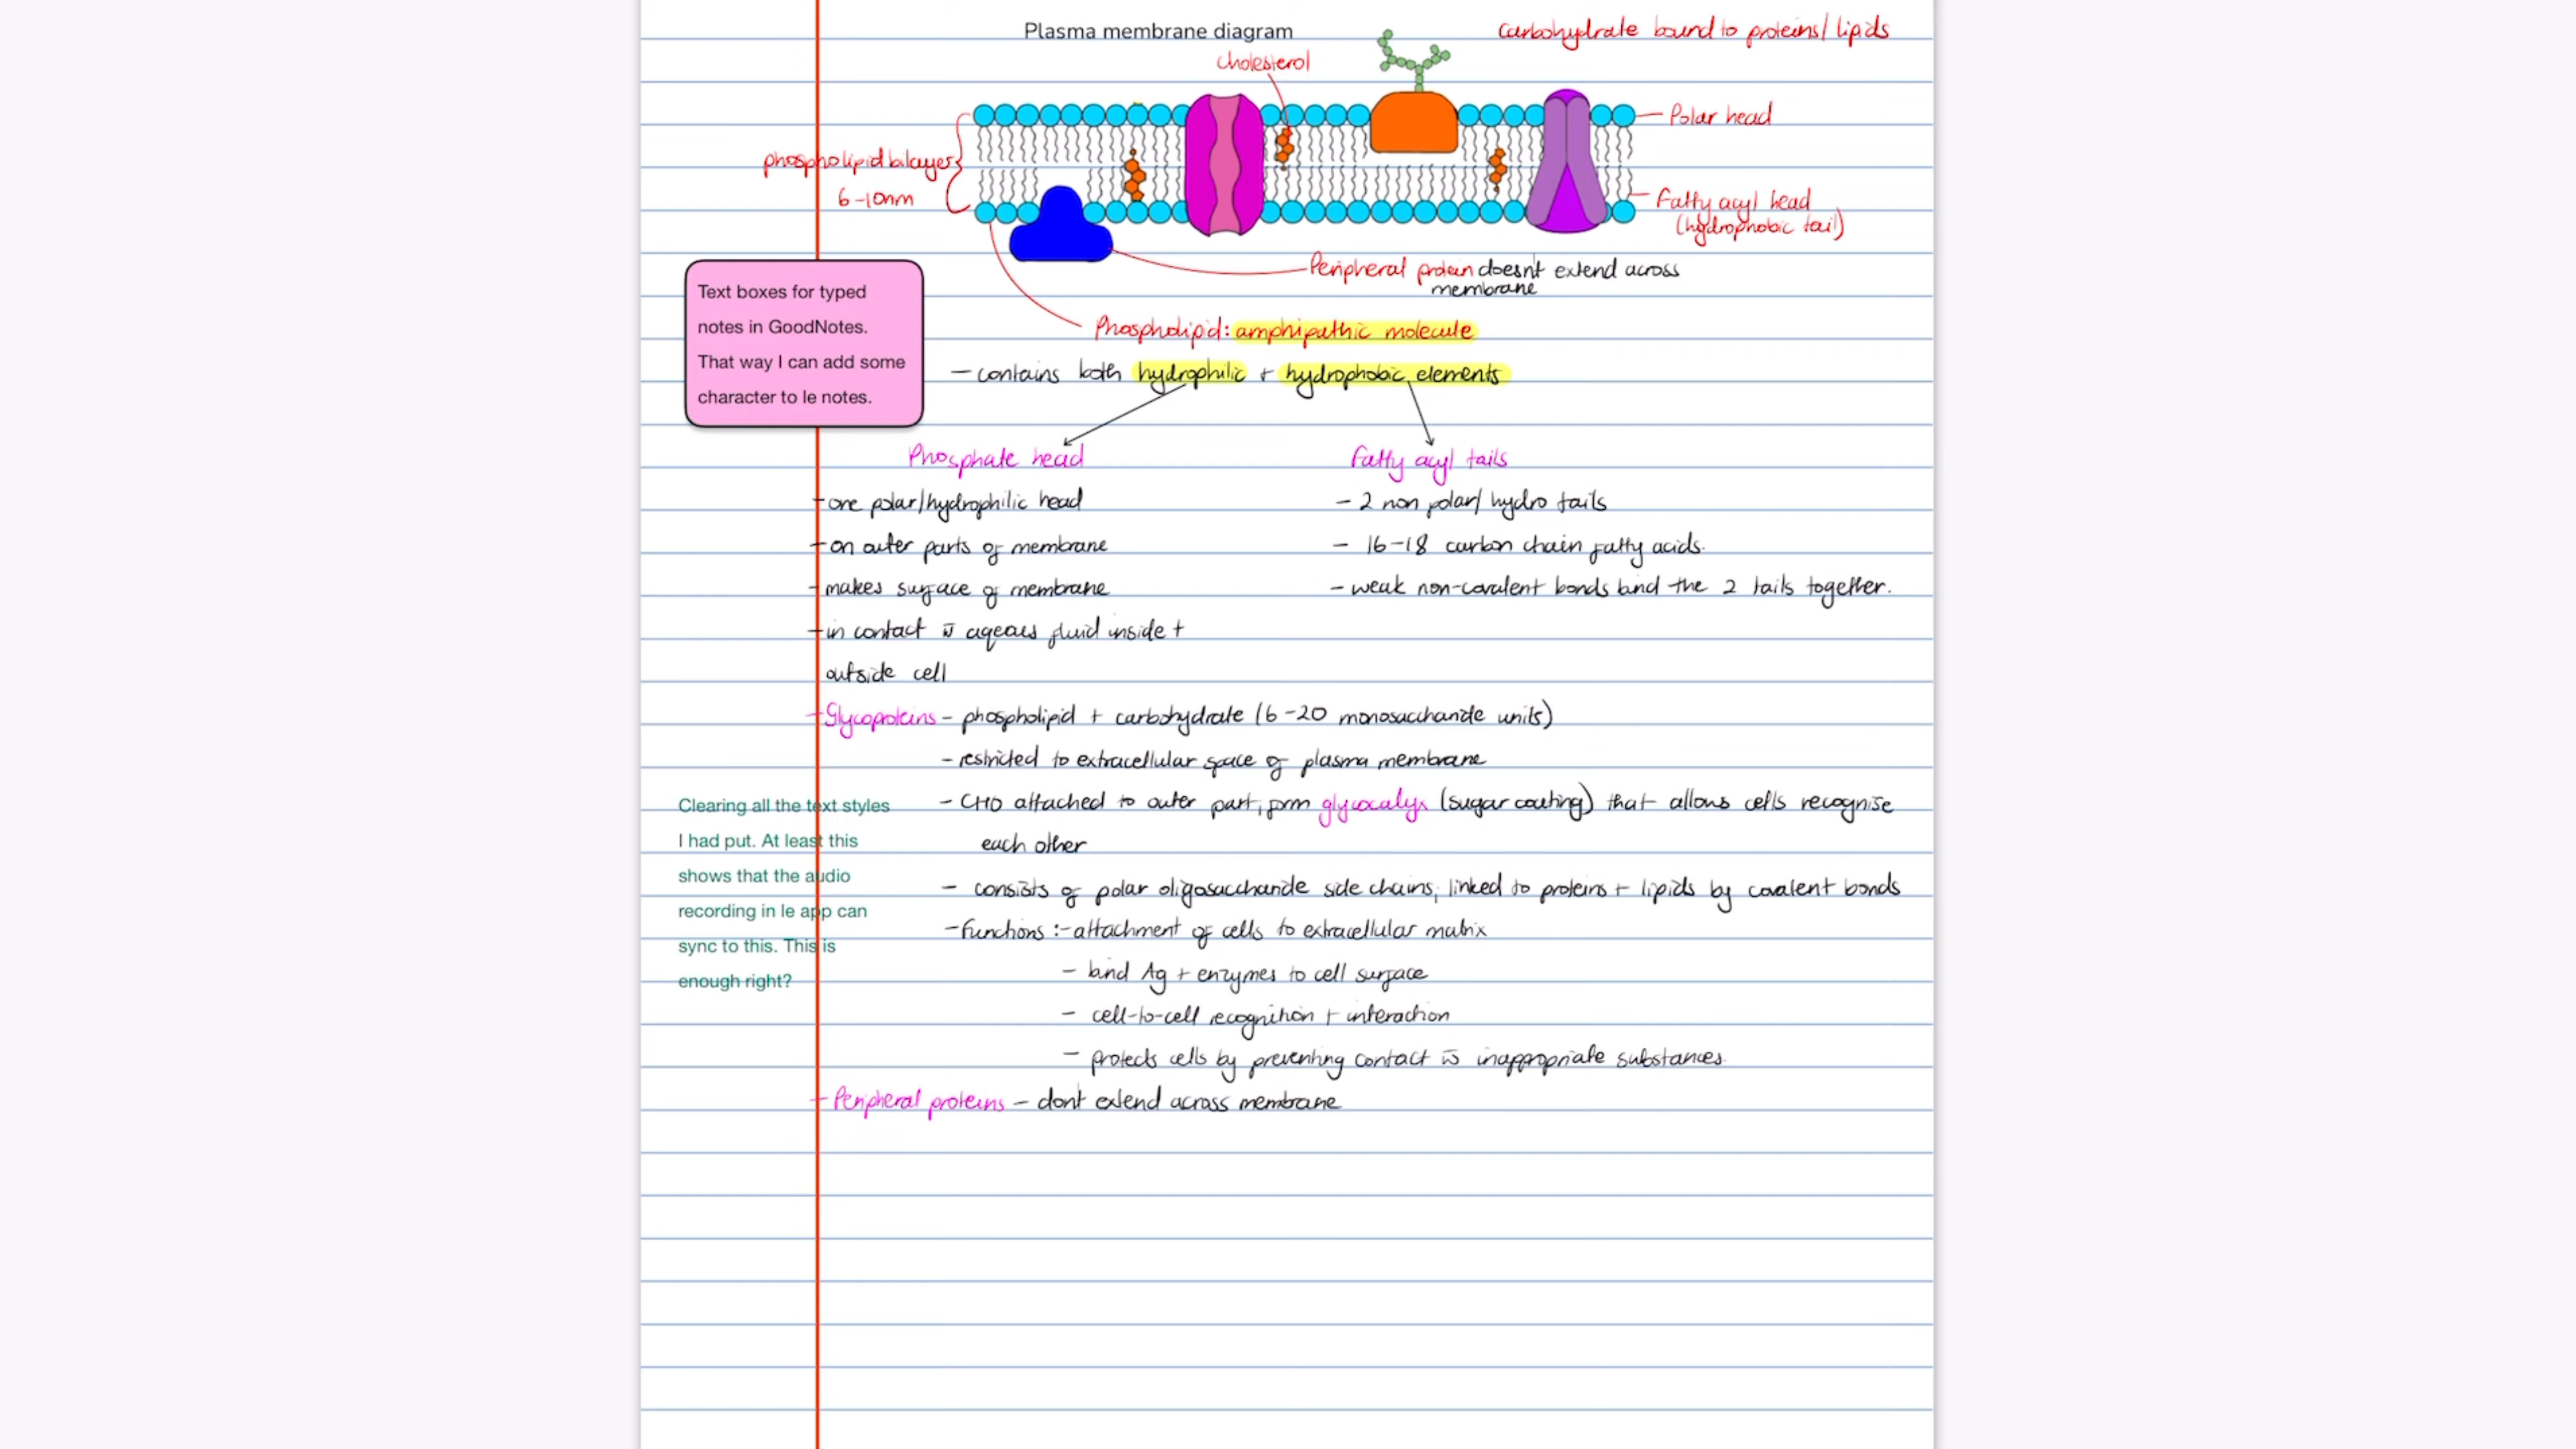 Plasma membrane diagram
Carbohydrate bound to proteins/lipids
Cholesterol
Polar head
phospholipid bilayer
6-10nm
Fatty acyl head
(hydrophobic tail)
Peripheral protein doesn't extend across
membrane
Text boxes for typed
notes in GoodNotes.
That way I can add some
character to le notes.
Phospholipid: amphipathic molecule
- contains both hydrophilic + hydrophobic elements
Phosphate head
- one polar/hydrophilic head
- on outer parts of membrane
- makes surface of membrane
- in contact w̄ aqeous fluid inside +
outside cell
Fatty acyl tails
- 2 non polar/ hydro tails
- 16-18 carbon chain fatty acids.
- weak non-covalent bonds bind the 2 tails together.
- Glycoproteins - phospholipid + carbohydrate (6-20 monosaccharide units)
- restricted to extracellular space of plasma membrane
- CHO attached to outer part, form glycocalyx (sugar coating) that allows cells recognise
each other
- consists of polar oligosaccharide side chains, linked to proteins + lipids by covalent bonds
- Functions :- attachment of cells to extracellular matrix
- bind Ag + enzymes to cell surface
- cell-to-cell recognition + interaction
- protects cells by preventing contact w̄ inappropriate substances.
- Peripheral proteins - dont extend across membrane
Clearing all the text styles
I had put. At least this
shows that the audio
recording in le app can
sync to this. This is
enough right?